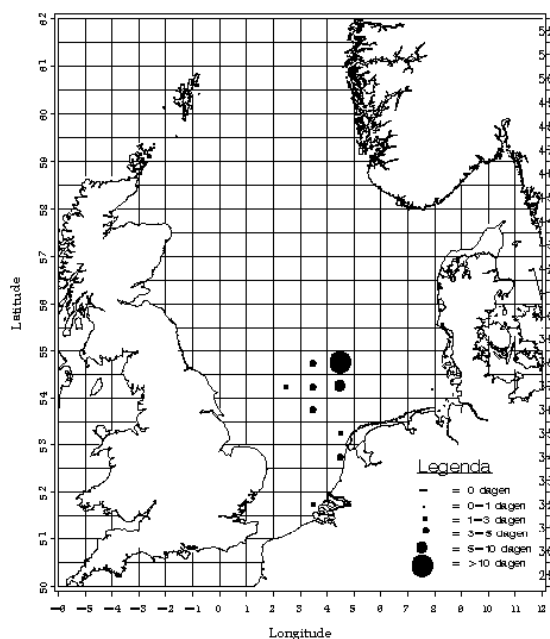 62
61
60
59
58
57
56
55
54
53
52
51
50
Latitude
Legenda
= 0 dagen
= 0-1 dagen
= 1-3 dagen
= 3-5 dagen
= 5-10 dagen
= >10 dagen
-6 -5 -4 -3 -2 -1 0 1 2 3 4 5 6 7 8 9 10 11 12
Longitude